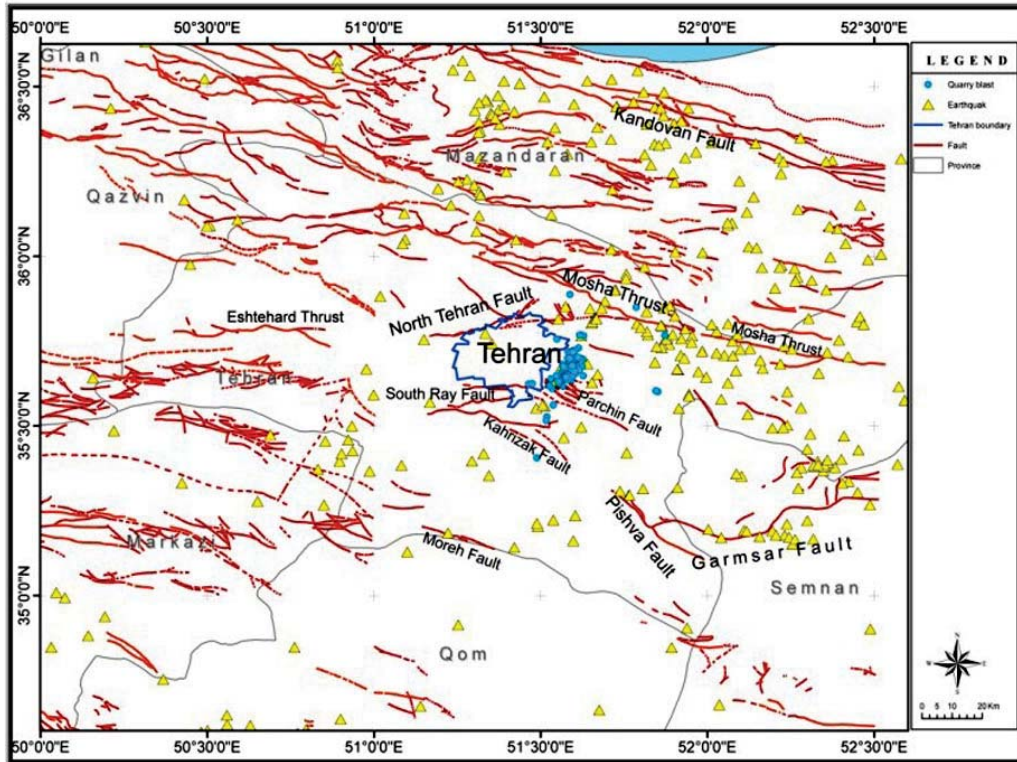 50°0'0"E 50°30'0"E 51°0'0"E 51°30'0"E 52°0'0"E 52°30'0"E
Gilan
36°30'0"N
Kandovan Fault
Mazandaran
Qazvin
36°0'0"N
Mosha Thrust
North Tehran Fault
Eshtehard Thrust
Mosha Thrust
Tehran
Tehran
South Ray Fault
Parchin Fault
35°30'0"N
Kahrizak Fault
Pishva Fault
Markazi
Moreh Fault
Garmsar Fault
35°0'0"N
Semnan
Qom
50°0'0"E 50°30'0"E 51°0'0"E 51°30'0"E 52°0'0"E 52°30'0"E
LEGEND
Quarry blast
Earthquak
Tehran boundary
Fault
Province
N
W E
S
0 5 10 20 Km